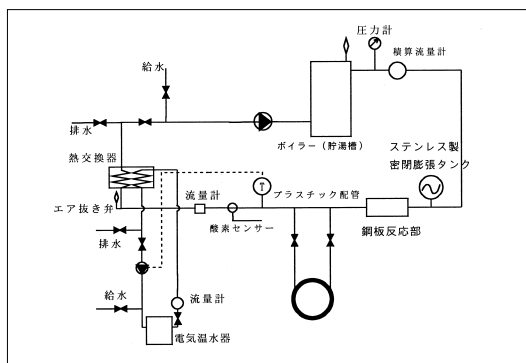 圧力計
積算流量計
給水
排水
ボイラー(貯湯槽)
ステンレス製
密閉膨張タンク
熱交換器
T
プラスチック配管
流量計
エア抜き弁
酸素センサー
鋼板反応部
排水
給水
流量計
電気温水器